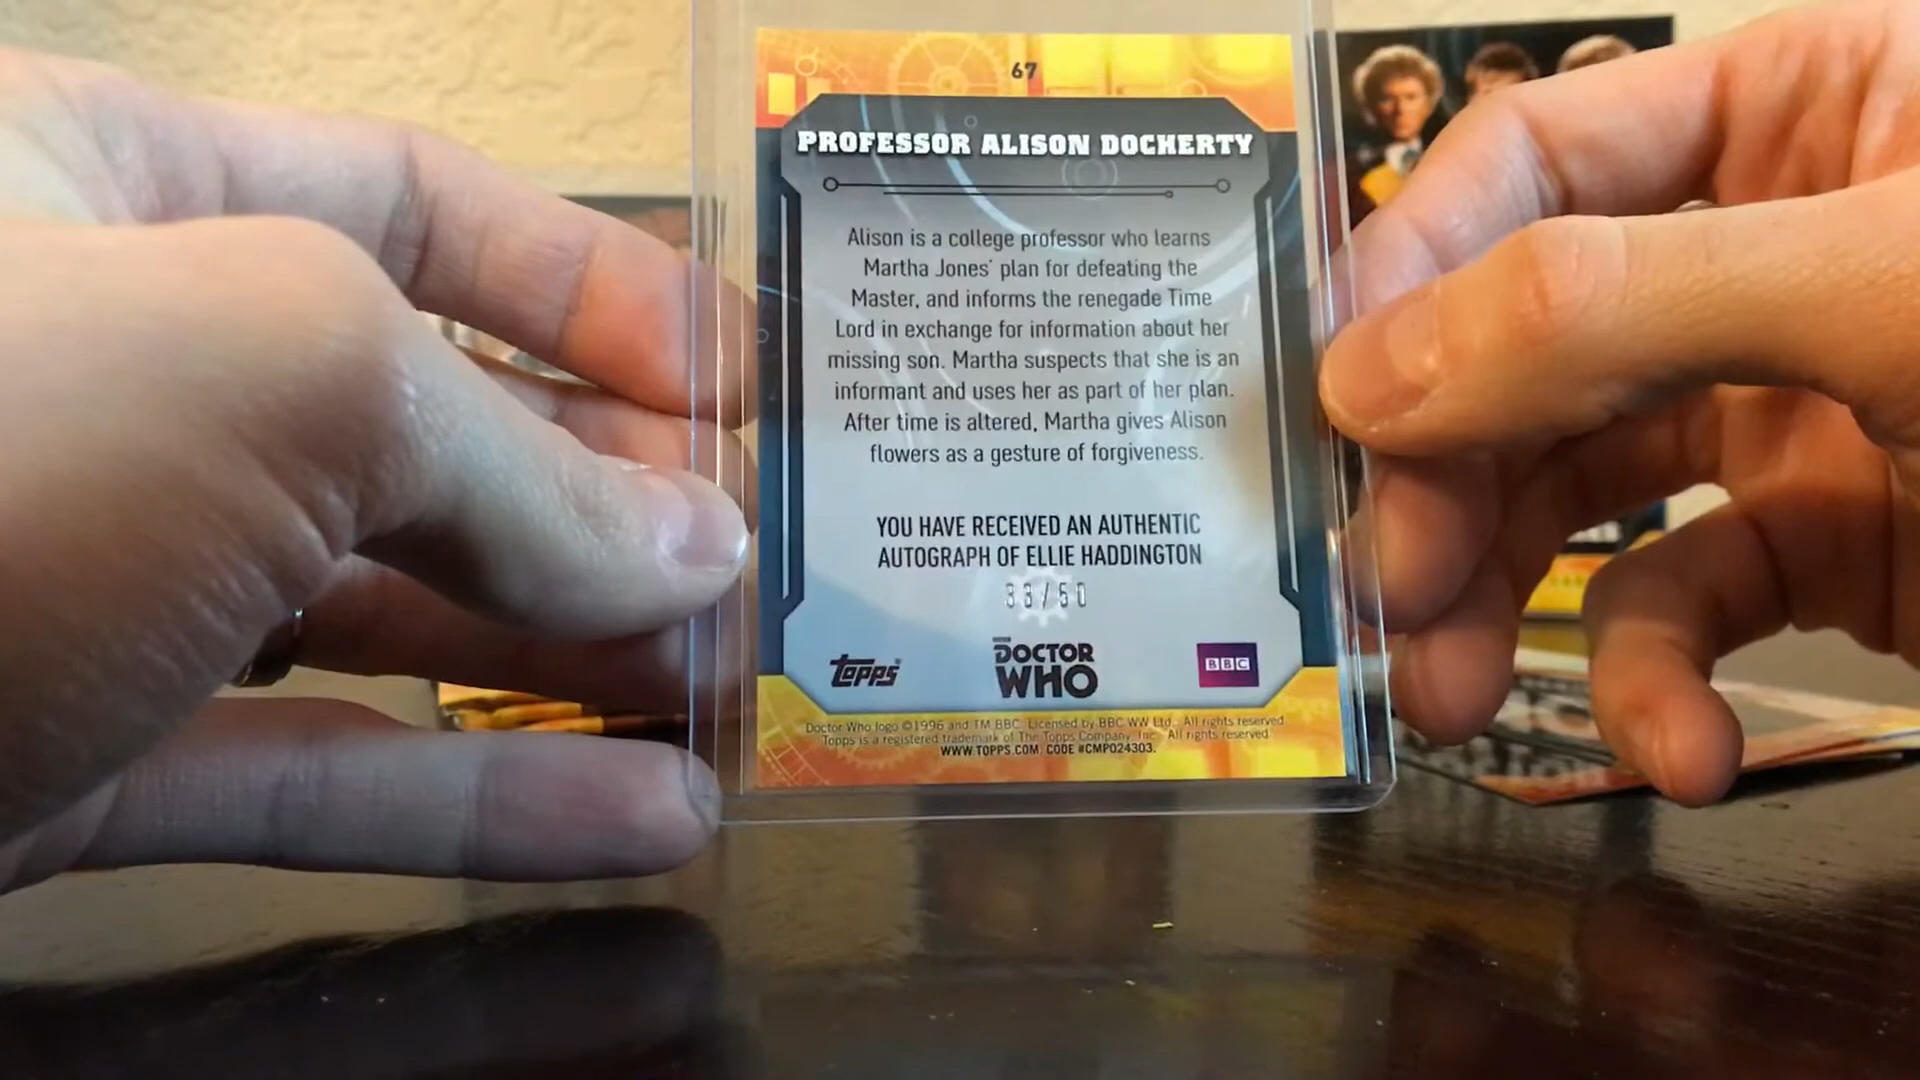 67
PROFESSOR ALISON DOCHERTY
Alison is a college professor who learns
Martha Jones' plan for defeating the
Master, and informs the renegade Time
Lord in exchange for information about her
missing son. Martha suspects that she is an
informant and uses her as part of her plan.
After time is altered, Martha gives Alison
flowers as a gesture of forgiveness.
YOU HAVE RECEIVED AN AUTHENTIC
AUTOGRAPH OF ELLIE HADDINGTON
33/50
topps
DOCTOR
WHO
BBC
Doctor Who logo ©1996 and TM BBC. Licensed by BBC WW Ltd. All rights reserved.
Topps is a registered trademark of The Topps Company, Inc. All rights reserved.
WWW.TOPPS.COM CODE #CMP024303.